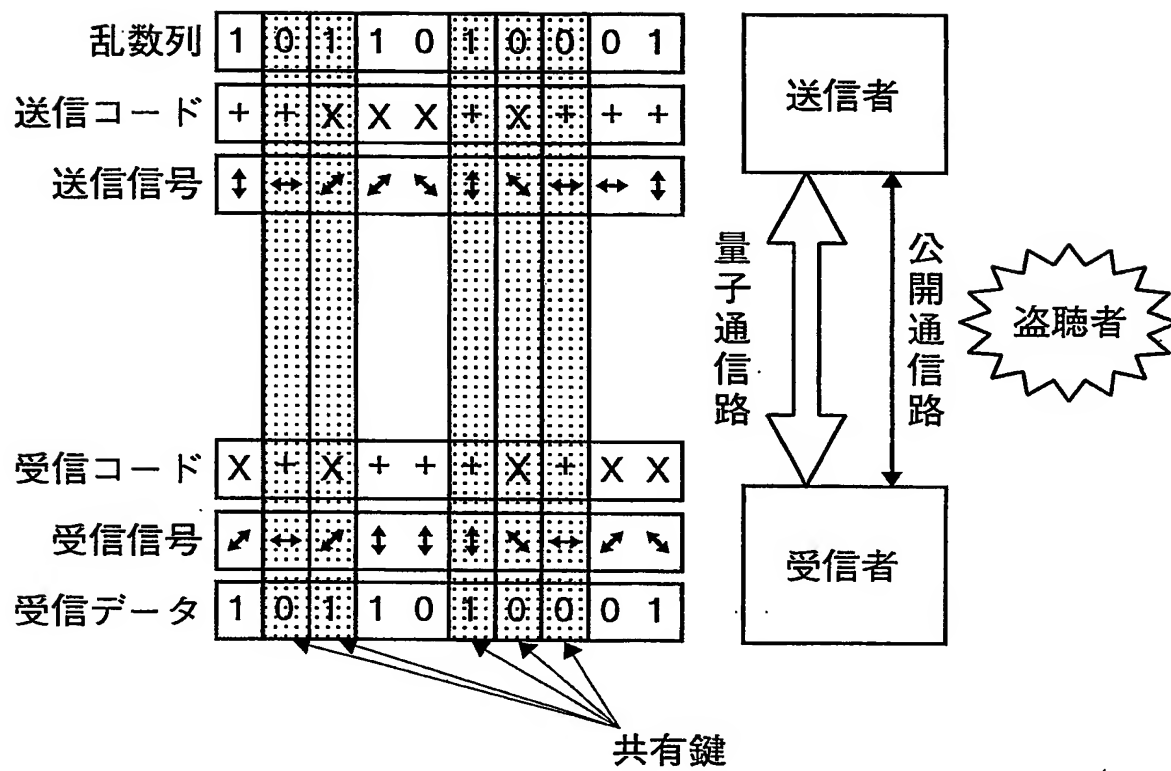 乱数列 1 0 1 1 0 1 0 0 0 1
送信コード + + X X X + X + + +
送信信号 ↕ ↔ ⤢ ⤢ ⤡ ↕ ⤡ ↔ ↔ ↕
受信コード X + X + + + X + X X
受信信号 ⤢ ↔ ⤢ ↕ ↕ ↕ ⤡ ↔ ⤢ ⤡
受信データ 1 0 1 1 0 1 0 0 0 1
共有鍵
送信者
量子通信路
公開通信路
盗聴者
受信者